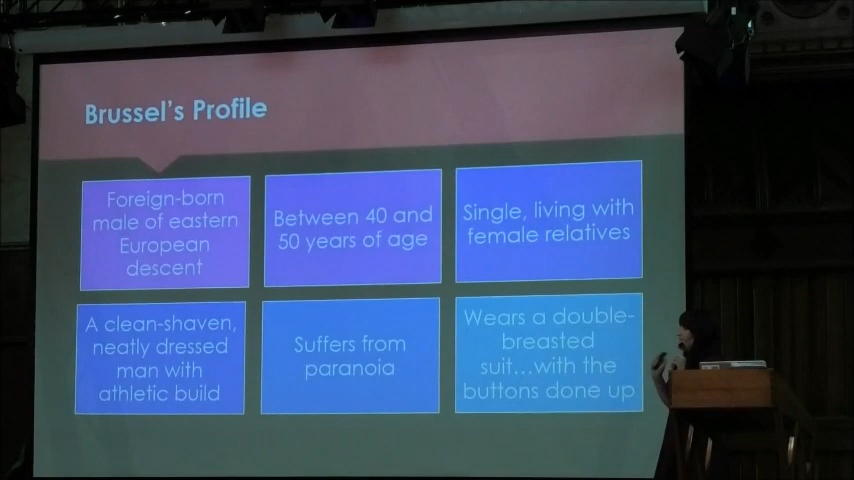 Brussel's Profile
Foreign-born
male of eastern
European
descent
Between 40 and
50 years of age
Single, living with
female relatives
A clean-shaven,
neatly dressed
man with
athletic build
Suffers from
paranoia
Wears a double-
breasted
suit...with the
buttons done up